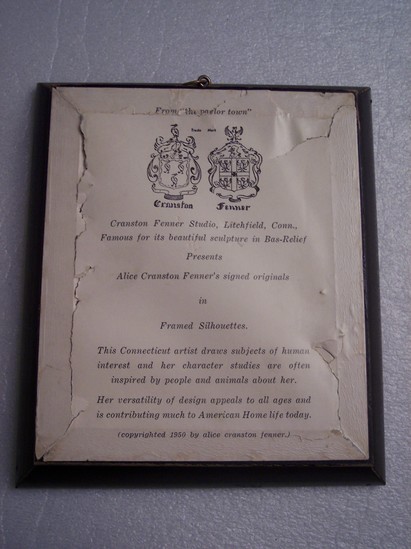 From "the parlor town"
Trade Mark
Cranston Fenner
Cranston Fenner Studio, Litchfield, Conn.,
Famous for its beautiful sculpture in Bas-Relief
Presents
Alice Cranston Fenner's signed originals
in
Framed Silhouettes.
This Connecticut artist draws subjects of human
interest and her character studies are often
inspired by people and animals about her.
Her versatility of design appeals to all ages and
is contributing much to American Home life today.
(copyrighted 1950 by alice cranston fenner.)